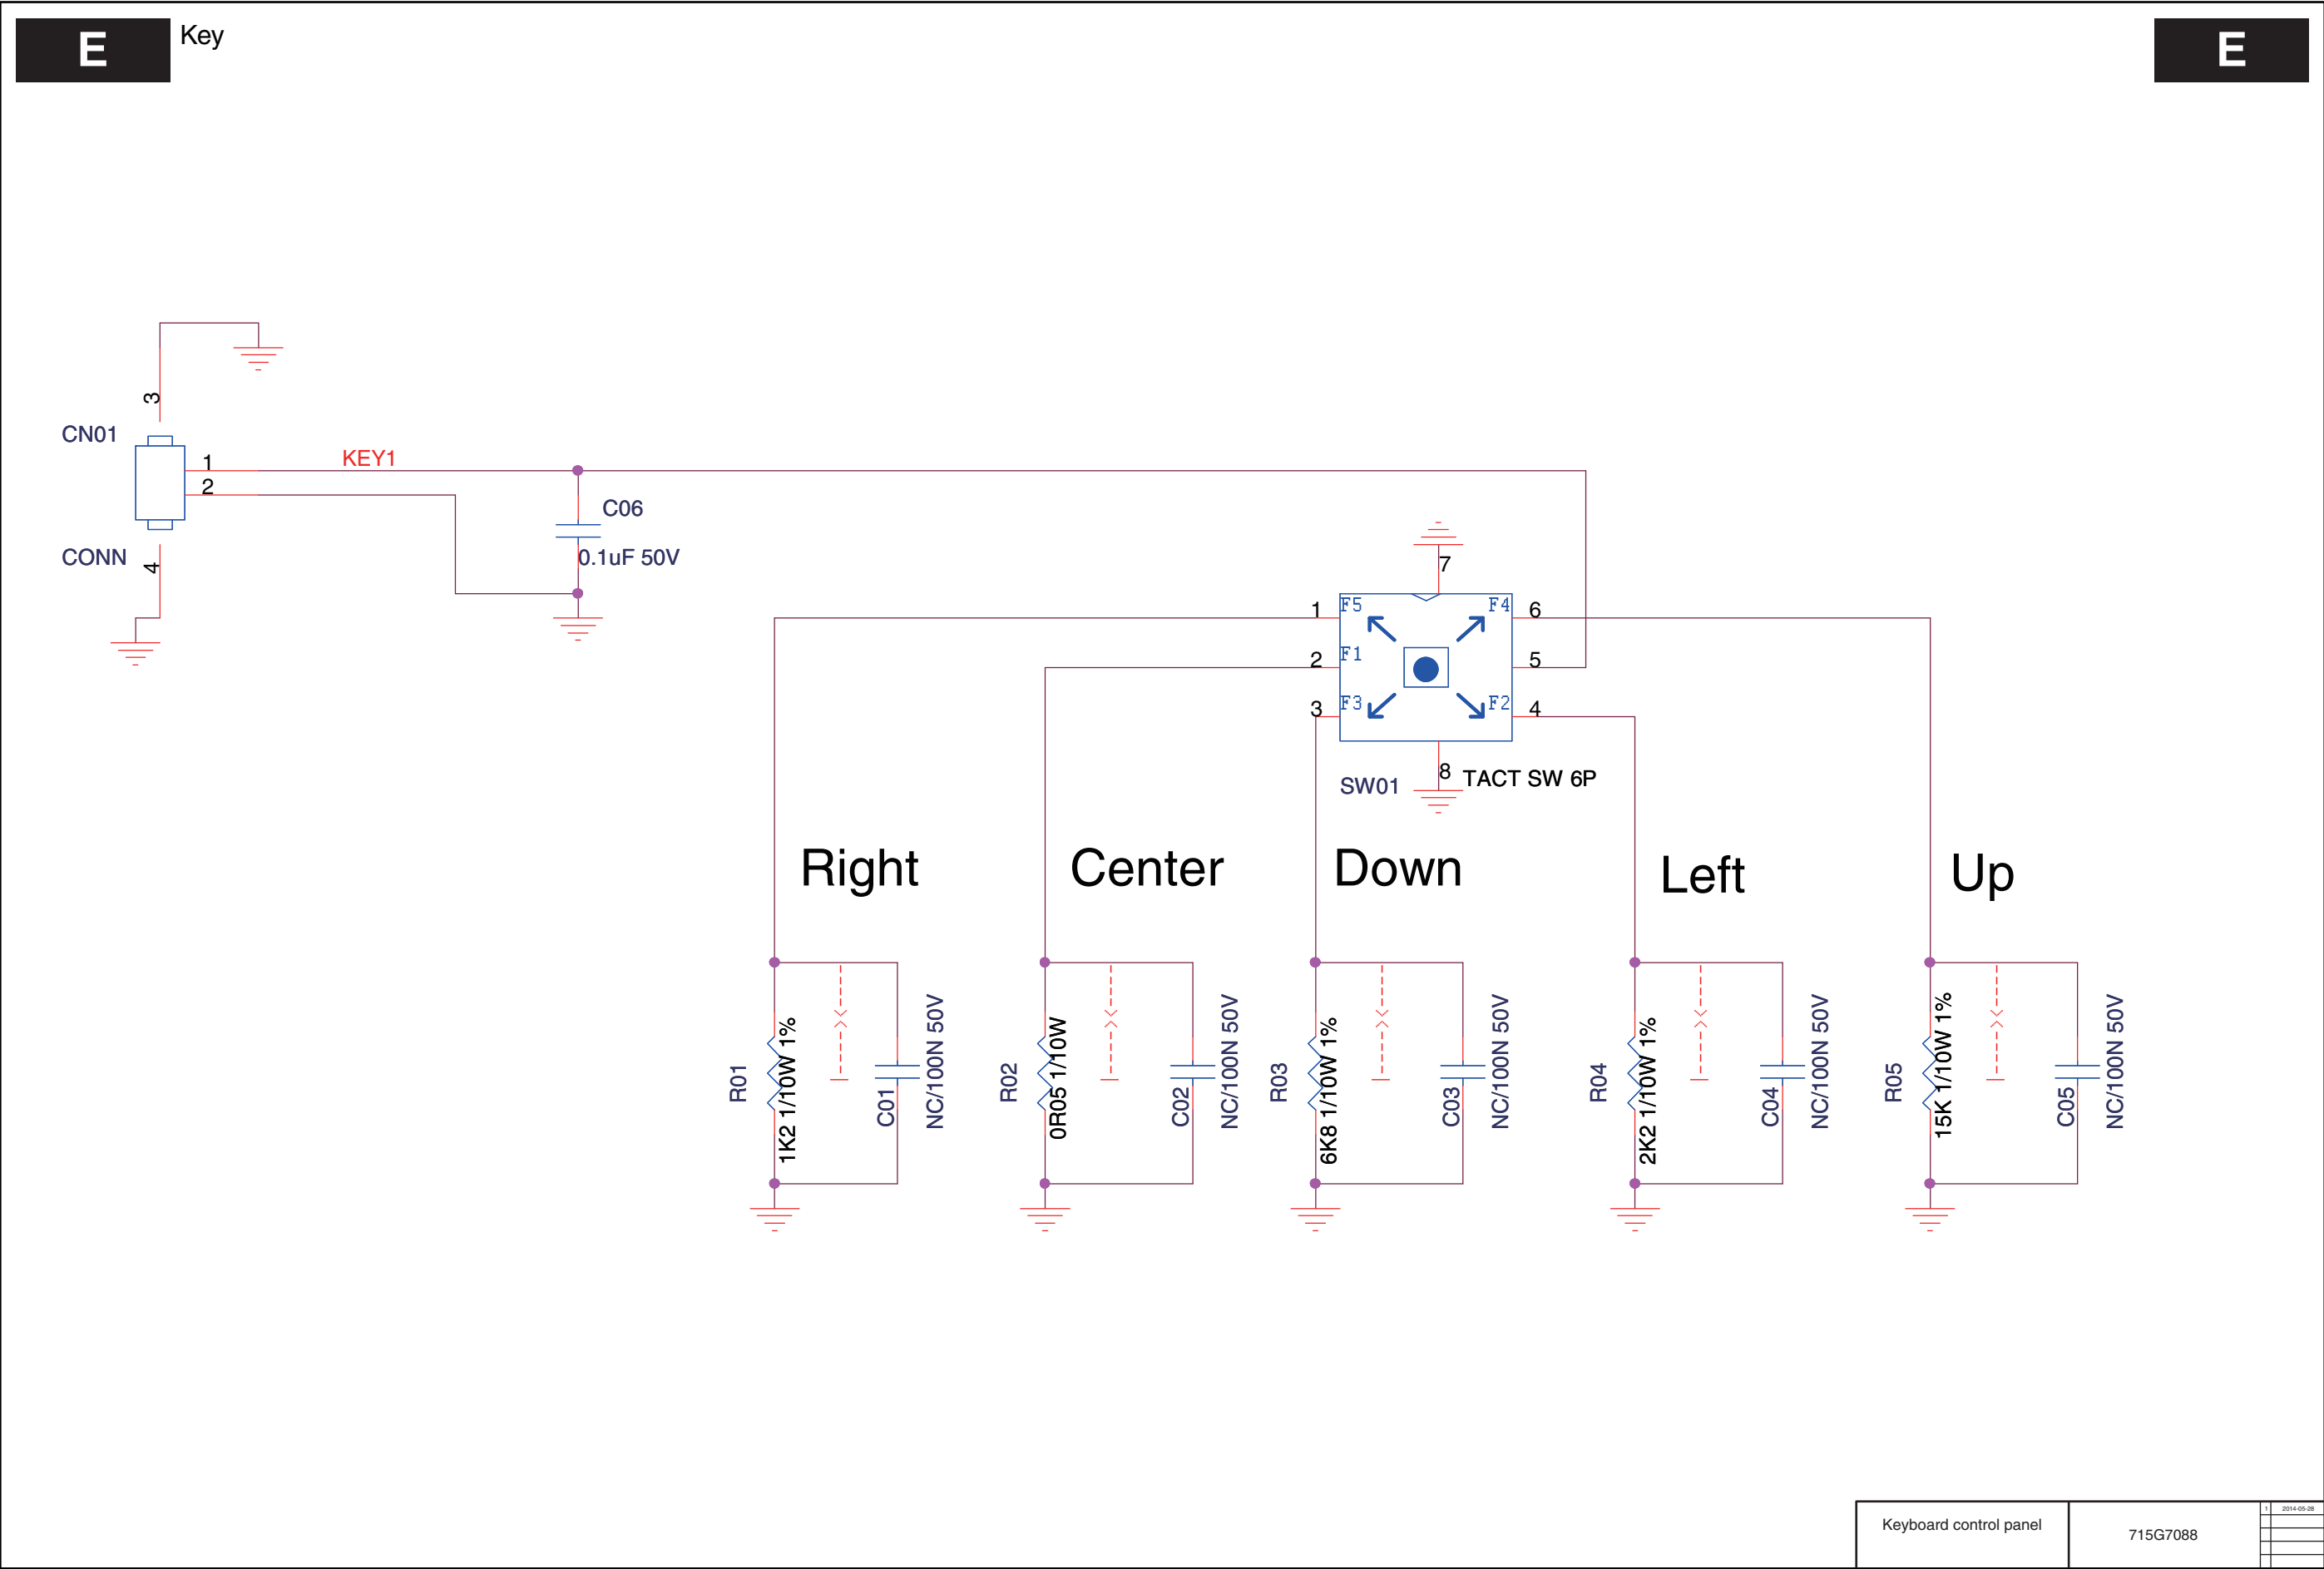 E
Key
E
3
CN01
1
KEY1
2
C06
CONN
4
0.1uF 50V
7
1
F5
F4
6
2
F1
5
3
F3
F2
4
8
TACT SW 6P
SW01
Right
Center
Down
Left
Up
R01
1K2 1/10W 1%
C01
NC/100N 50V
R02
0R05 1/10W
C02
NC/100N 50V
R03
6K8 1/10W 1%
C03
NC/100N 50V
R04
2K2 1/10W 1%
C04
NC/100N 50V
R05
15K 1/10W 1%
C05
NC/100N 50V
Keyboard control panel
715G7088
1
2014-05-28